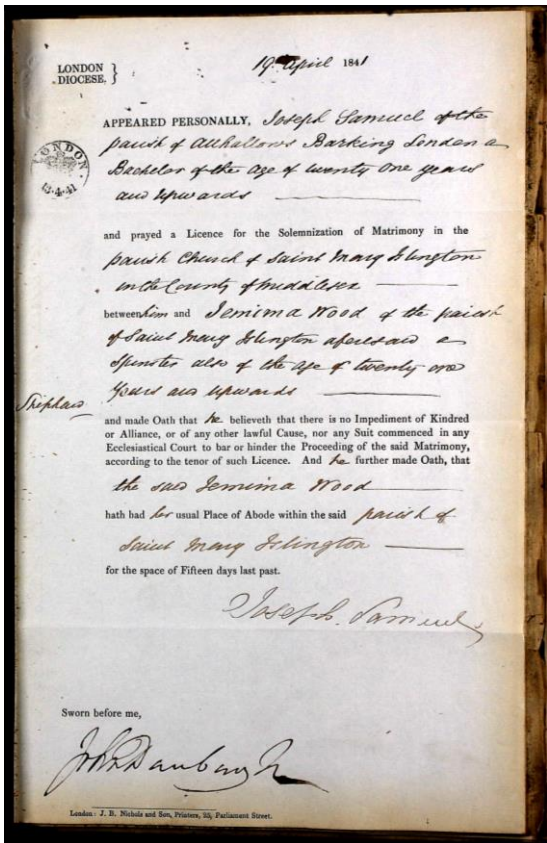 LONDON
DIOCESE.
19 April 1841
APPEARED PERSONALLY, Joseph Samuel of the
parish of Allhallows Barking London a
Bachelor of the age of twenty one years
and upwards
LONDON
13·4·41
and prayed a Licence for the Solemnization of Matrimony in the
parish Church of Saint Mary Islington
in the County of Middlesex
between him and Jemima Wood of the parish
of Saint Mary Islington aforesaid a
Spinster also of the age of twenty one
years and upwards
Shephard
and made Oath that he believeth that there is no Impediment of Kindred
or Alliance, or of any other lawful Cause, nor any Suit commenced in any
Ecclesiastical Court to bar or hinder the Proceeding of the said Matrimony,
according to the tenor of such Licence. And he further made Oath, that
the said Jemima Wood
hath had her usual Place of Abode within the said parish of
Saint Mary Islington
for the space of Fifteen days last past.
Joseph Samuel
Sworn before me,
London: J. B. Nichols and Son, Printers, 25, Parliament Street.